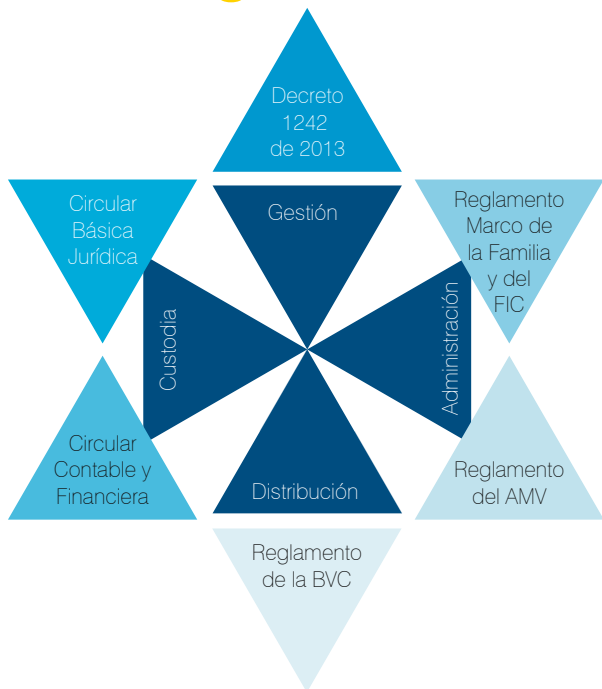 Decreto
1242
de 2013
Circular
Básica
Jurídica
Gestión
Reglamento
Marco de
la Familia
y del
FIC
Custodia
Administración
Circular
Contable y
Financiera
Distribución
Reglamento
del AMV
Reglamento
de la BVC